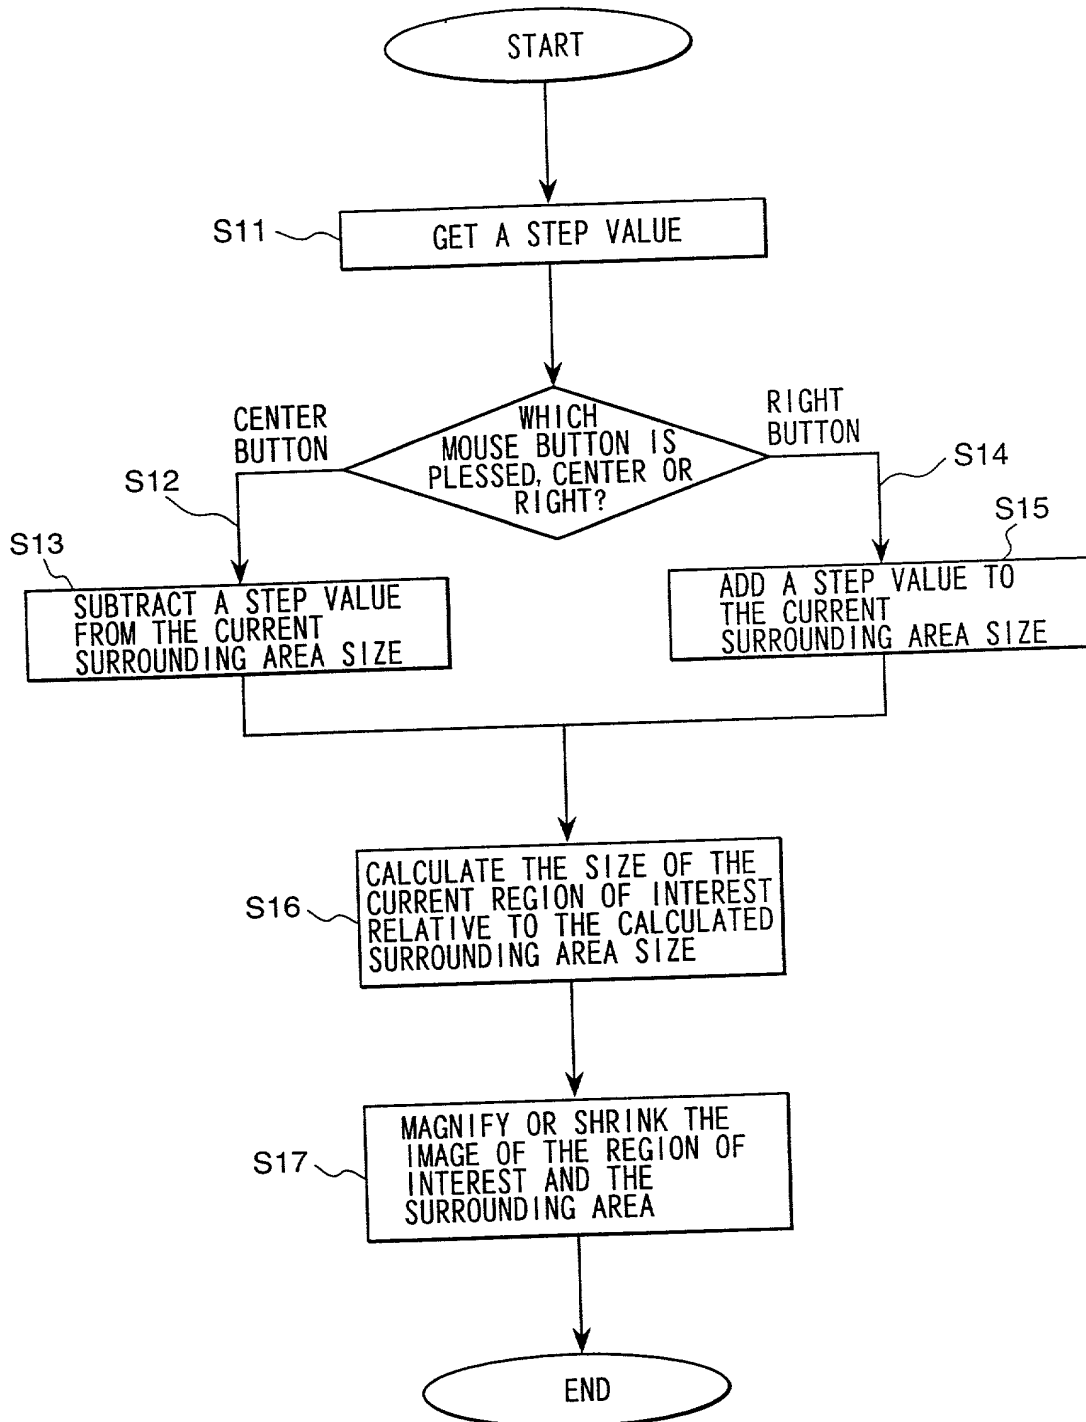 START
S11
GET A STEP VALUE
CENTER
BUTTON
WHICH
MOUSE BUTTON IS
PLESSED, CENTER OR
RIGHT?
RIGHT
BUTTON
S12
S14
S13
SUBTRACT A STEP VALUE
FROM THE CURRENT
SURROUNDING AREA SIZE
S15
ADD A STEP VALUE TO
THE CURRENT
SURROUNDING AREA SIZE
S16
CALCULATE THE SIZE OF THE
CURRENT REGION OF INTEREST
RELATIVE TO THE CALCULATED
SURROUNDING AREA SIZE
S17
MAGNIFY OR SHRINK THE
IMAGE OF THE REGION OF
INTEREST AND THE
SURROUNDING AREA
END